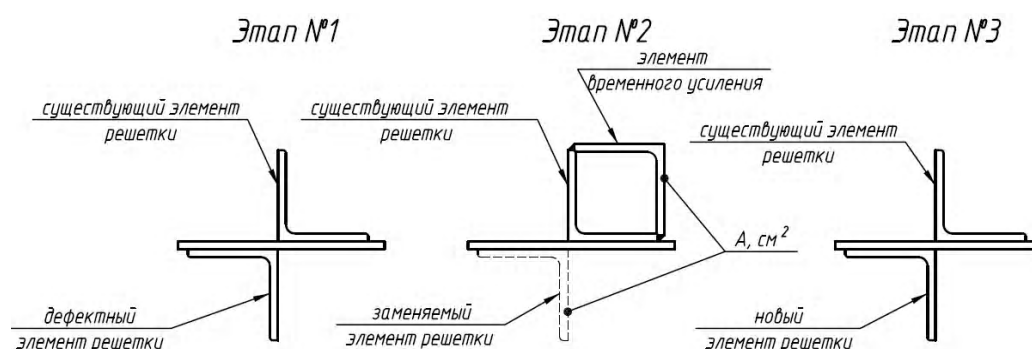 Этап №1
Этап №2
Этап №3
элемент
временного усиления
существующий элемент
решетки
существующий элемент
решетки
существующий элемент
решетки
А, см²
дефектный
элемент решетки
заменяемый
элемент решетки
новый
элемент решетки